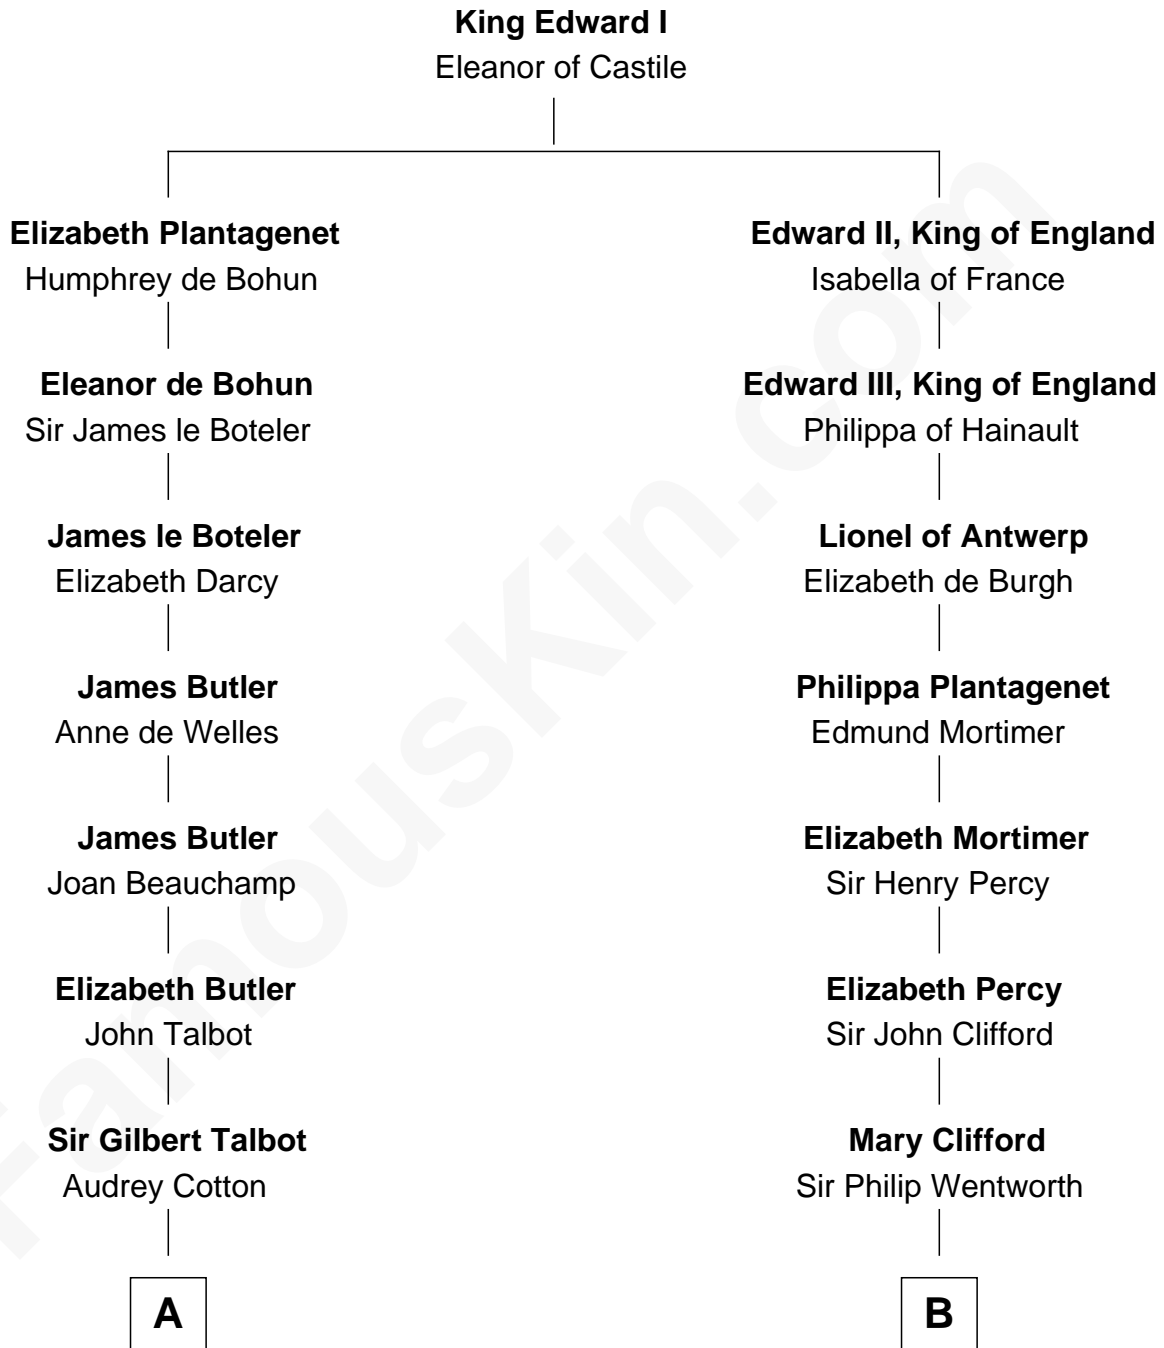 King Edward I
Eleanor of Castile
Elizabeth Plantagenet
Humphrey de Bohun
Edward II, King of England
Isabella of France
Eleanor de Bohun
Sir James le Boteler
Edward III, King of England
Philippa of Hainault
James le Boteler
Elizabeth Darcy
Lionel of Antwerp
Elizabeth de Burgh
James Butler
Anne de Welles
Philippa Plantagenet
Edmund Mortimer
James Butler
Joan Beauchamp
Elizabeth Mortimer
Sir Henry Percy
Elizabeth Butler
John Talbot
Elizabeth Percy
Sir John Clifford
Sir Gilbert Talbot
Audrey Cotton
Mary Clifford
Sir Philip Wentworth
A
B
FamousKin.com